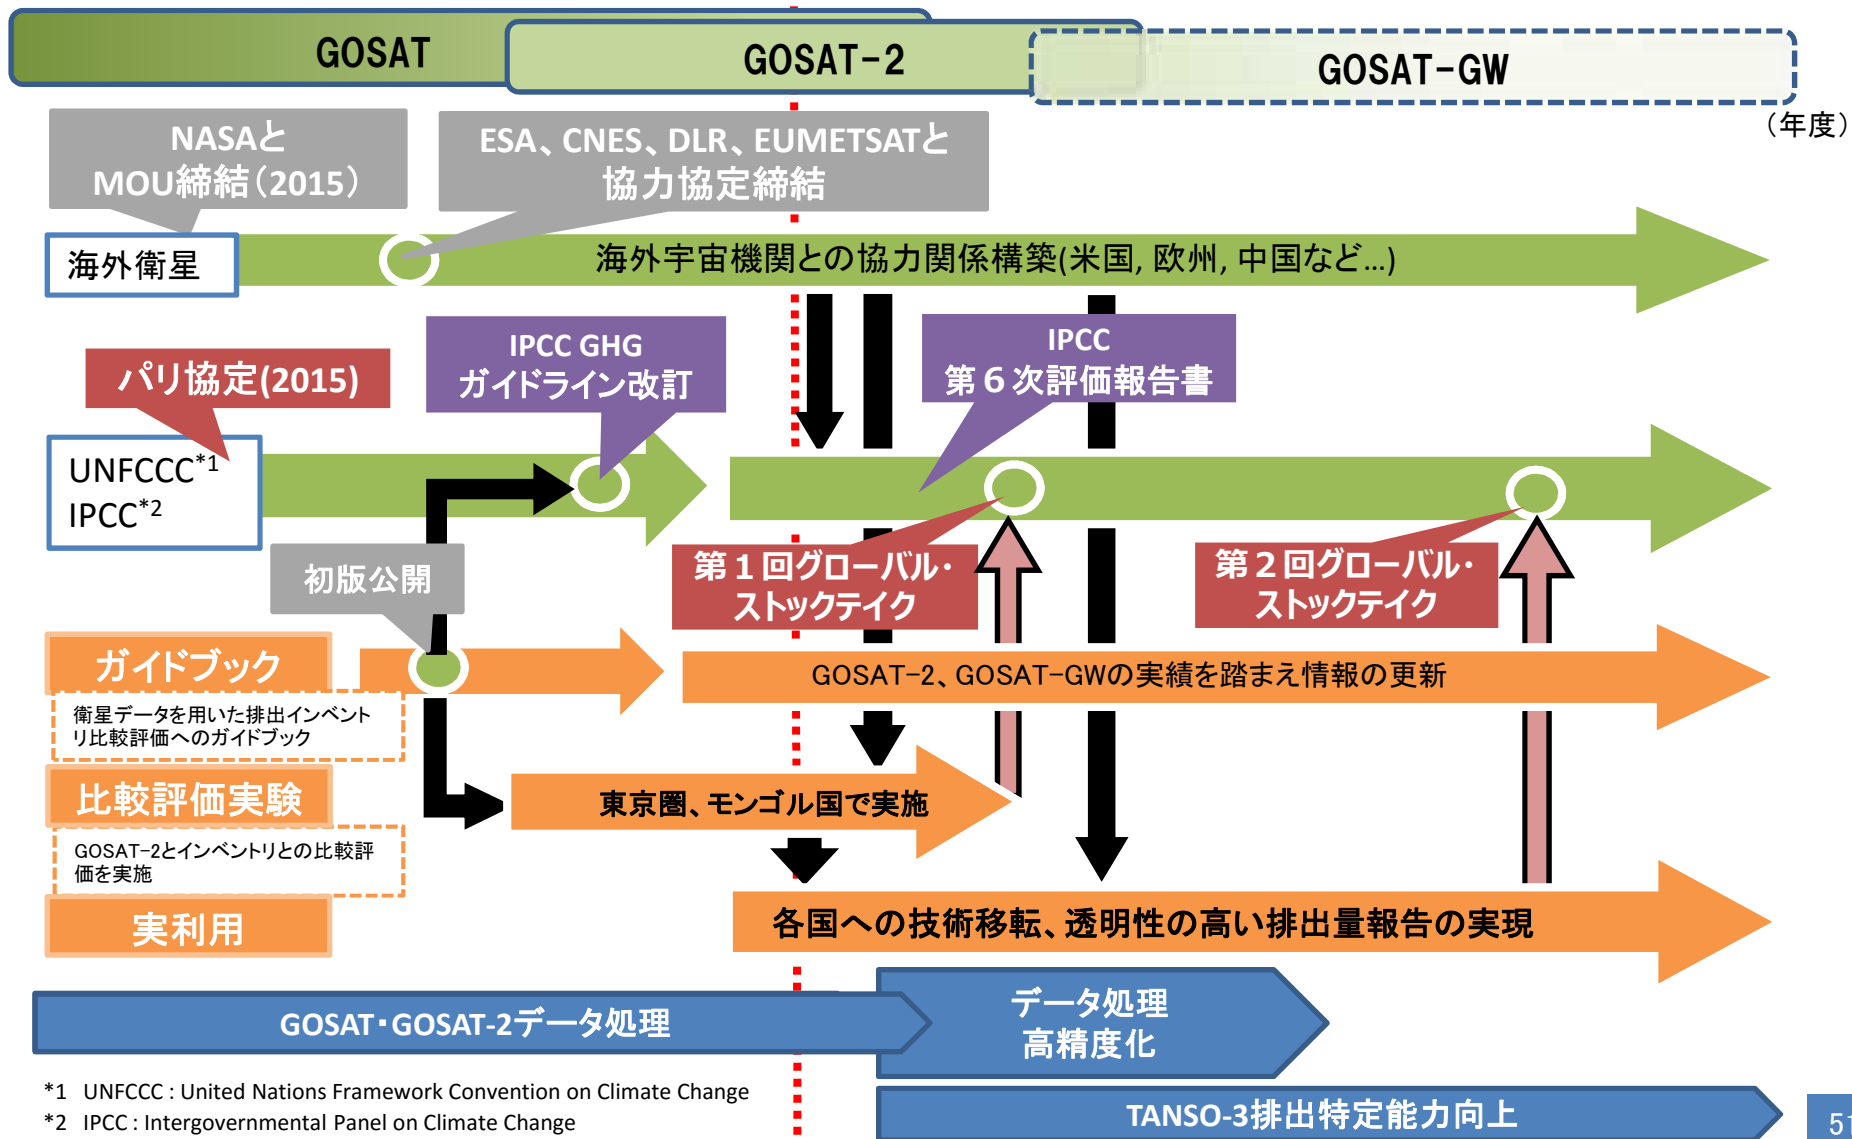 GOSAT
GOSAT-2
GOSAT-GW
（年度）
NASAと
MOU締結（2015）
ESA、CNES、DLR、EUMETSATと
協力協定締結
海外衛星
海外宇宙機関との協力関係構築(米国, 欧州, 中国など…)
パリ協定(2015)
IPCC GHG
ガイドライン改訂
IPCC
第６次評価報告書
UNFCCC*1
IPCC*2
初版公開
第１回グローバル・
ストックテイク
第２回グローバル・
ストックテイク
ガイドブック
GOSAT-2、GOSAT-GWの実績を踏まえ情報の更新
衛星データを用いた排出インベント
リ比較評価へのガイドブック
比較評価実験
東京圏、モンゴル国で実施
GOSAT-2とインベントリとの比較評
価を実施
実利用
各国への技術移転、透明性の高い排出量報告の実現
GOSAT・GOSAT-2データ処理
データ処理
高精度化
TANSO-3排出特定能力向上
*1 UNFCCC : United Nations Framework Convention on Climate Change
*2 IPCC : Intergovernmental Panel on Climate Change
51